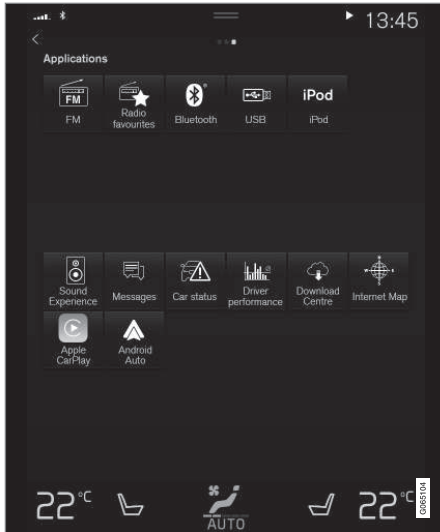 13:45
Applications
FM
FM
Radio
favourites
Bluetooth
USB
iPod
iPod
Sound
Experience
Messages
Car status
Driver
performance
Download
Centre
Internet Map
Apple
CarPlay
Android
Auto
22°C
AUTO
22°C
G065104